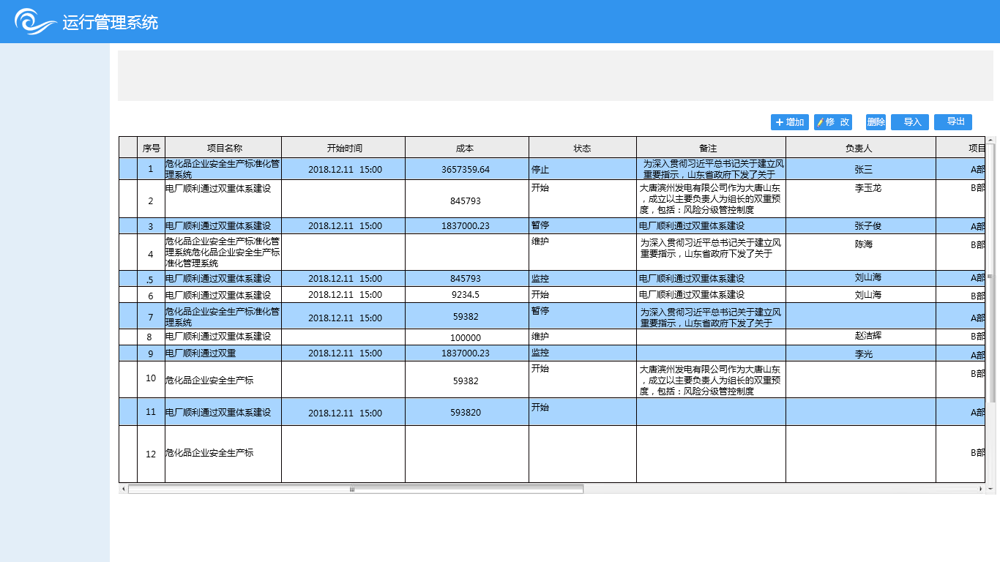 运行管理系统
增加 修 改 删除 导入 导出
序号 项目名称 开始时间 成本 状态 备注 负责人 项目
1 危化品企业安全生产标准化管 2018.12.11 15:00 3657359.64 停止 为深入贯彻习近平总书记关于建立风 张三 A部
理系统 重要指示，山东省政府下发了关于
2 电厂顺利通过双重体系建设 845793 开始 大唐滨州发电有限公司作为大唐山东 李玉龙 B部
，成立以主要负责人为组长的双重预
度，包括：风险分级管控制度
3 电厂顺利通过双重体系建设 2018.12.11 15:00 1837000.23 暂停 电厂顺利通过双重体系建设 张子俊 A部
4 危化品企业安全生产标准化管 维护 为深入贯彻习近平总书记关于建立风 陈海 B部
理系统危化品企业安全生产标 重要指示，山东省政府下发了关于
准化管理系统
.5 电厂顺利通过双重体系建设 2018.12.11 15:00 845793 监控 电厂顺利通过双重体系建设 刘山海 A部
6 电厂顺利通过双重体系建设 2018.12.11 15:00 9234.5 开始 电厂顺利通过双重体系建设 刘山海 B部
7 危化品企业安全生产标准化管 2018.12.11 15:00 59382 暂停 为深入贯彻习近平总书记关于建立风 A部
理系统 重要指示，山东省政府下发了关于
8 电厂顺利通过双重体系建设 100000 维护 赵洁辉 B部
9 电厂顺利通过双重 2018.12.11 15:00 1837000.23 监控 李光 A部
10 危化品企业安全生产标 59382 开始 大唐滨州发电有限公司作为大唐山东 B部
，成立以主要负责人为组长的双重预
度，包括：风险分级管控制度
11 电厂顺利通过双重体系建设 2018.12.11 15:00 593820 开始 A部
12 危化品企业安全生产标 B部